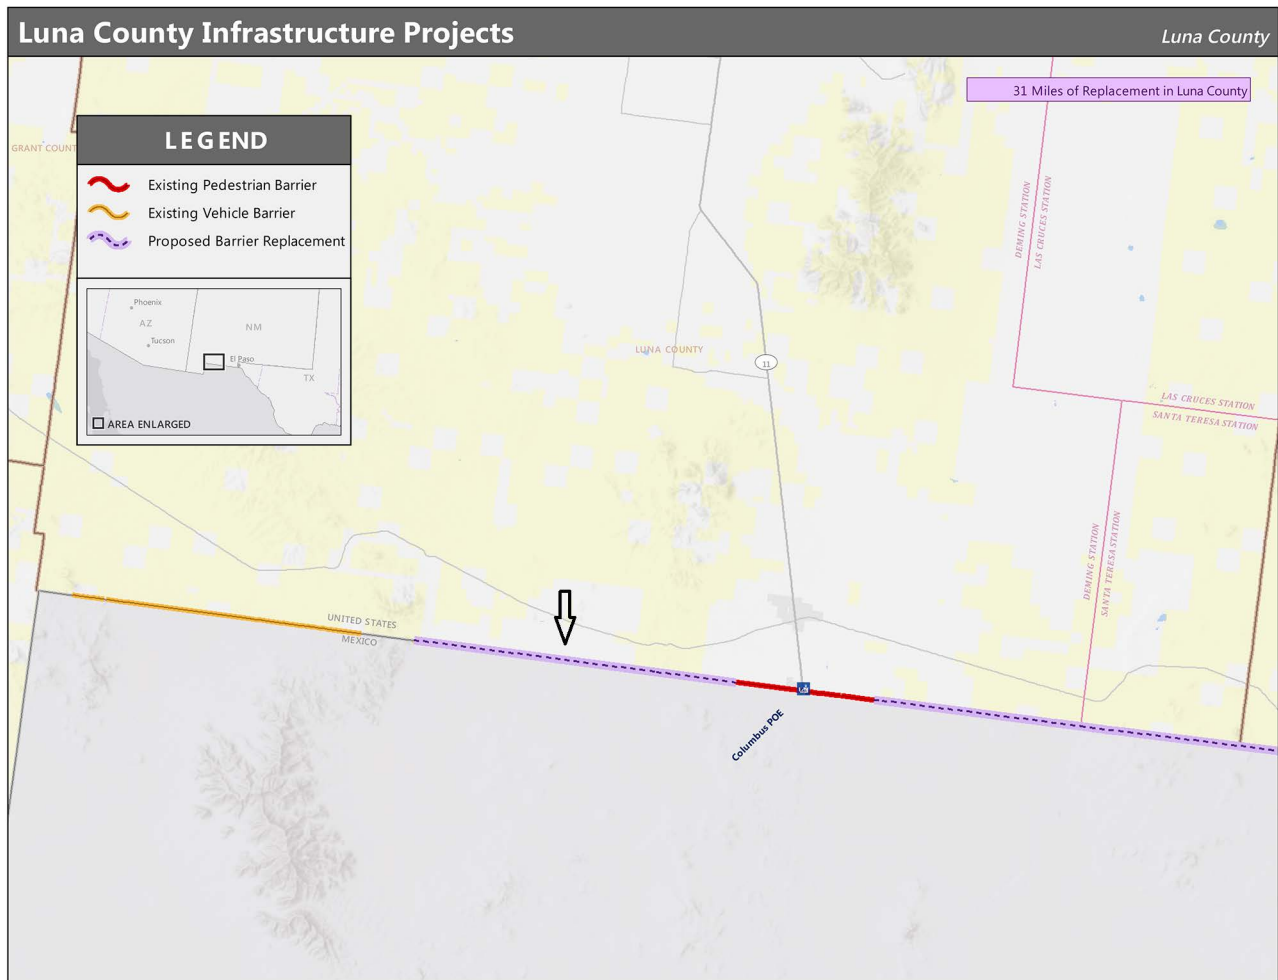 Luna County Infrastructure Projects
Luna County
31 Miles of Replacement in Luna County
GRANT COUNT
LEGEND
Existing Pedestrian Barrier
Existing Vehicle Barrier
Proposed Barrier Replacement
Phoenix
AZ
Tucson
NM
El Paso
TX
AREA ENLARGED
DEMING STATION
LAS CRUCES STATION
LUNA COUNTY
11
LAS CRUCES STATION
SANTA TERESA STATION
DEMING STATION
SANTA TERESA STATION
UNITED STATES
MEXICO
Columbus POE